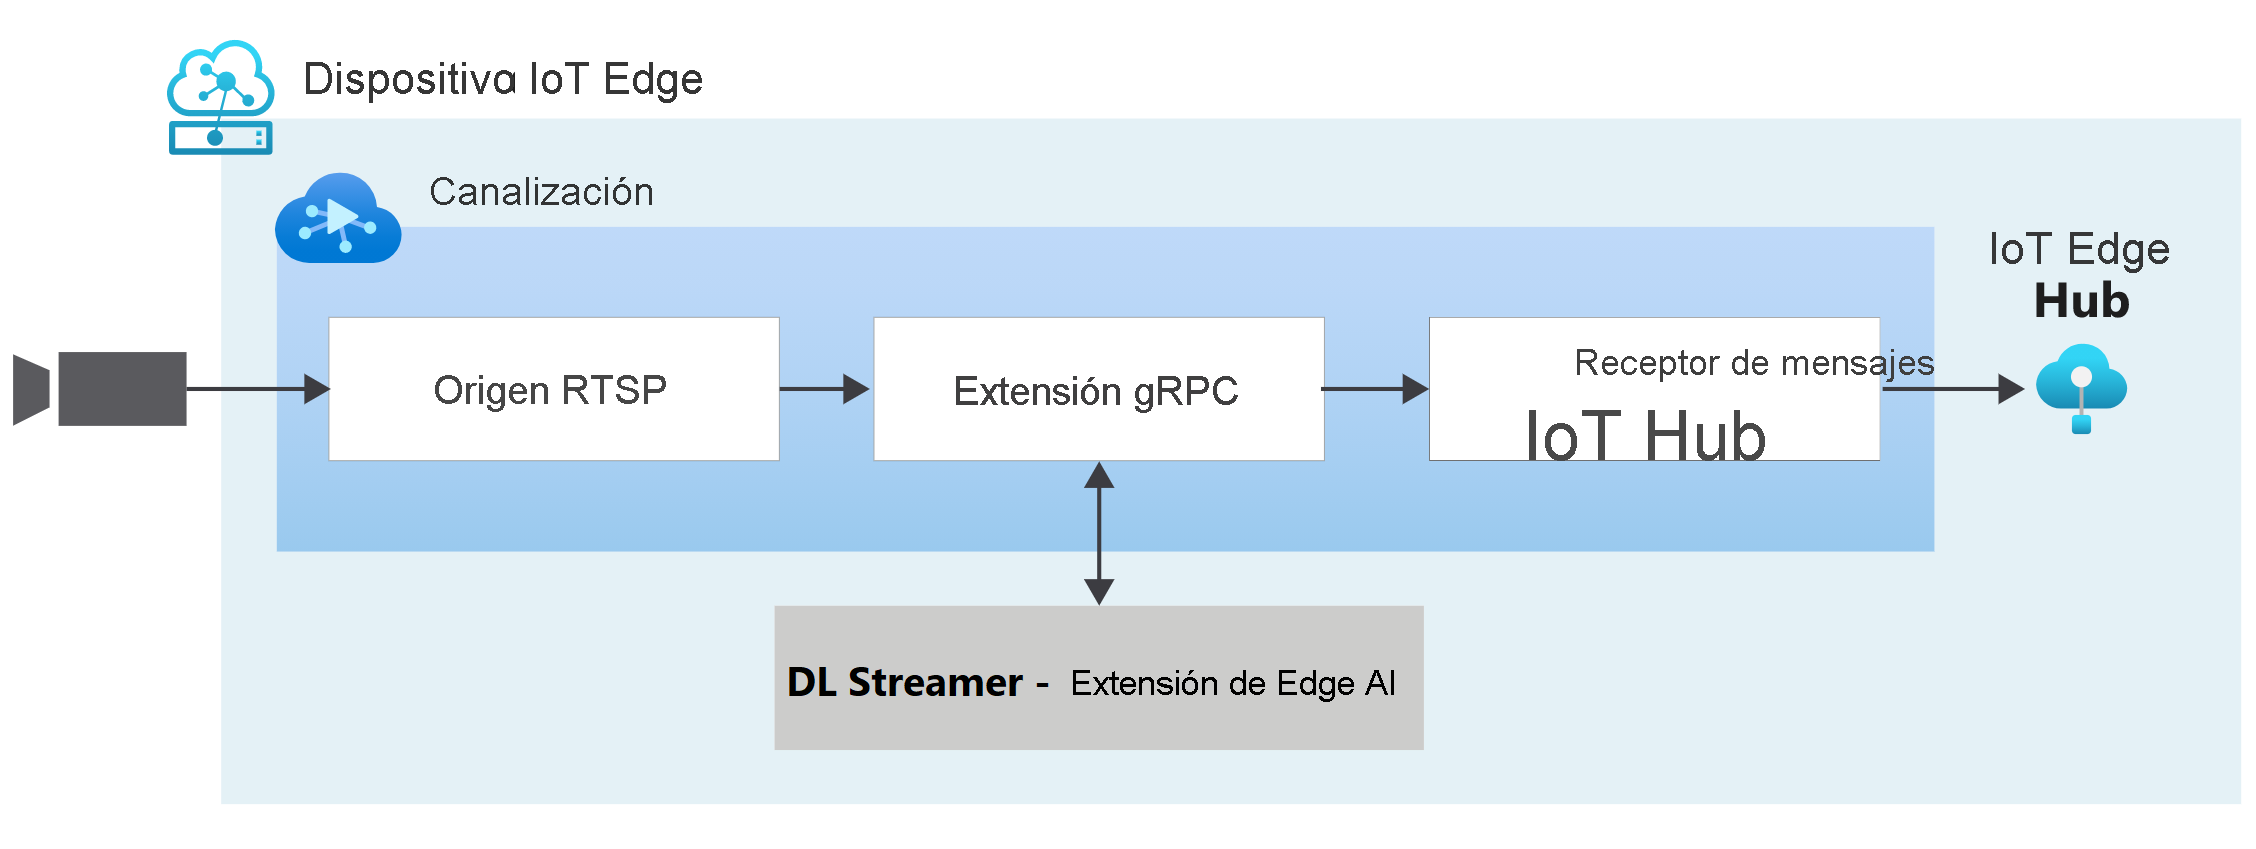 Dispositivɑ IoT Edge
Canalización
IoT Edge
Hub
Origen RTSP
Extensión gRPC
Receptor de mensajes
IoT Hub
DL Streamer - Extensión de Edge AI